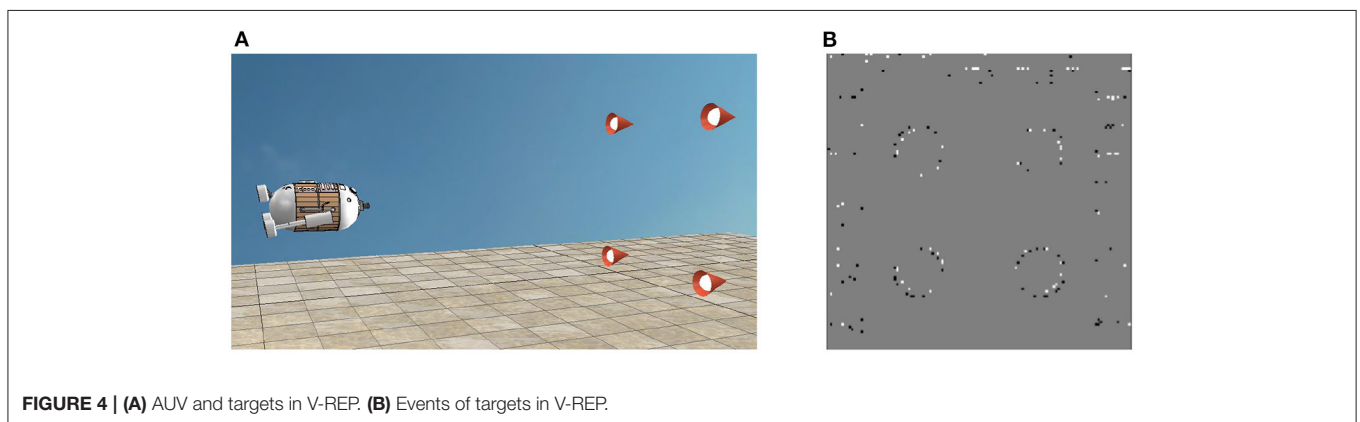 A
B
FIGURE 4 | (A) AUV and targets in V-REP. (B) Events of targets in V-REP.